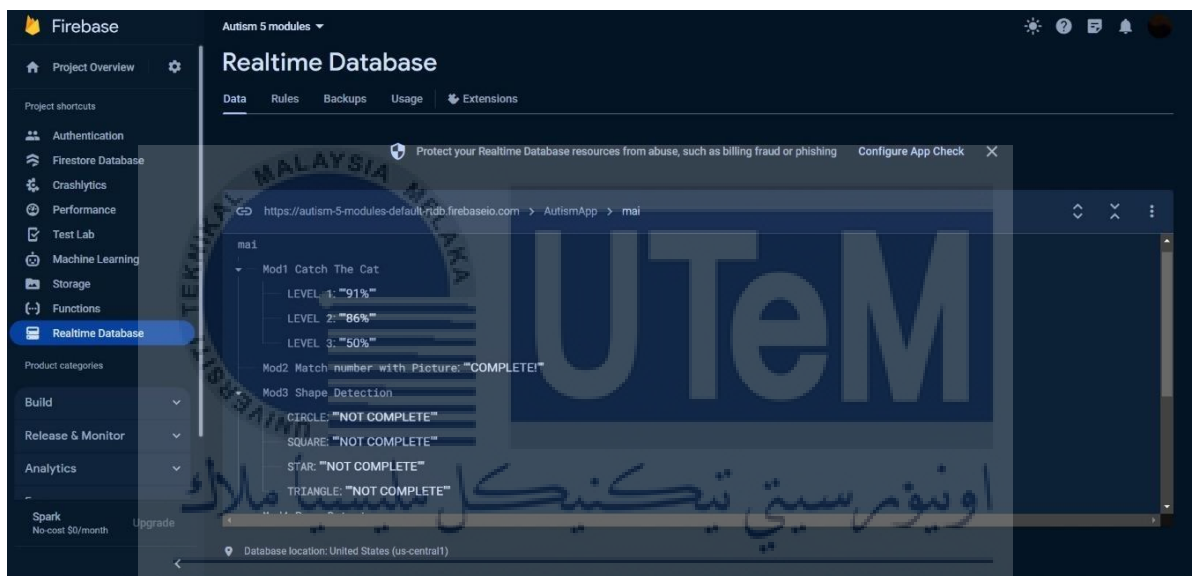 Firebase
Autism 5 modules
Project Overview
Realtime Database
Data Rules Backups Usage Extensions
Project shortcuts
Authentication
Firestore Database
Crashlytics
Performance
Test Lab
Machine Learning
Storage
Functions
Realtime Database
Product categories
Build
Release & Monitor
Analytics
Spark
No-cost $0/month
Upgrade
Protect your Realtime Database resources from abuse, such as billing fraud or phishing Configure App Check
https://autism-5-modules-default-rtdb.firebaseio.com > AutismApp > mai
mai
Mod1 Catch The Cat
LEVEL 1: ""91%""
LEVEL 2: ""86%""
LEVEL 3: ""50%""
Mod2 Match number with Picture: ""COMPLETE!""
Mod3 Shape Detection
CIRCLE: ""NOT COMPLETE""
SQUARE: ""NOT COMPLETE""
STAR: ""NOT COMPLETE""
TRIANGLE: ""NOT COMPLETE""
Database location: United States (us-central1)
UNIVERSITI TEKNIKAL MALAYSIA MELAKA
UTeM
اونيۏرسيتي تيكنيكل مليسيا ملاك